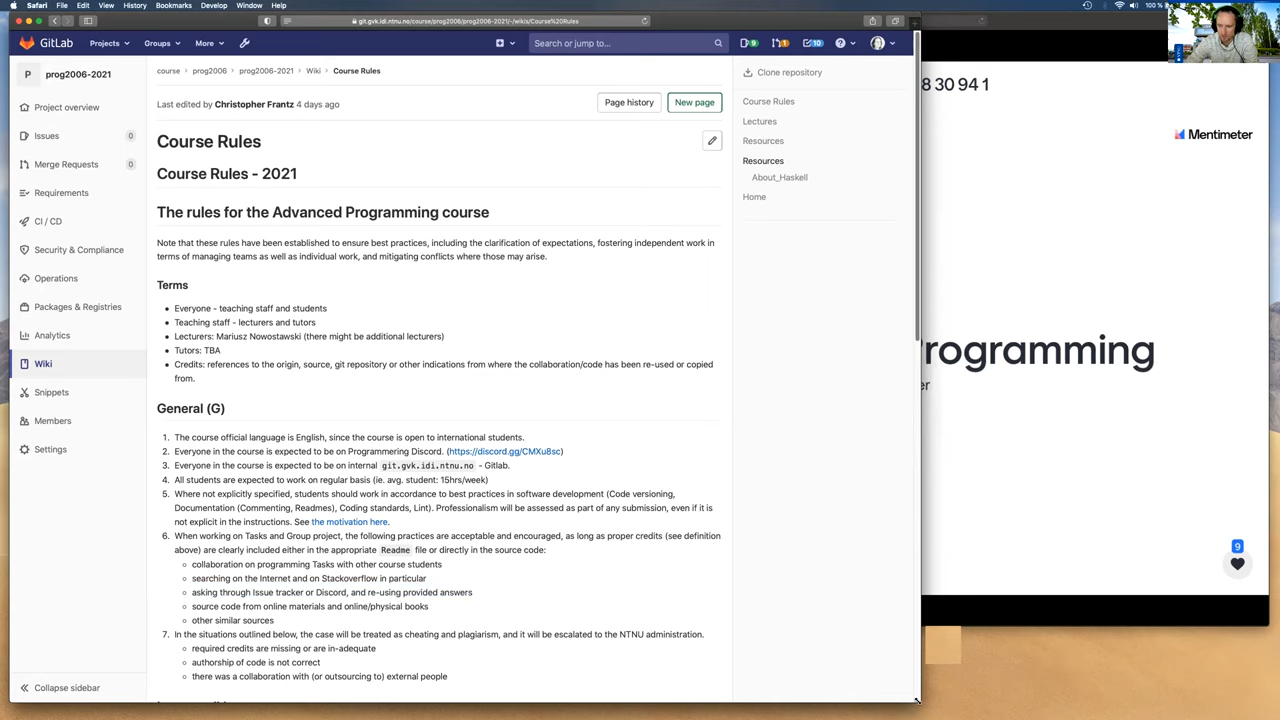 Safari File Edit View History Bookmarks Develop Window Help
100 %
git.gvk.idi.ntnu.no/course/prog2006/prog2006-2021/-/wikis/Course%20Rules
GitLab Projects Groups More Search or jump to... 9 1 10
P prog2006-2021
Project overview
Issues 0
Merge Requests 0
Requirements
CI / CD
Security & Compliance
Operations
Packages & Registries
Analytics
Wiki
Snippets
Members
Settings
Collapse sidebar
course prog2006 prog2006-2021 Wiki Course Rules
Last edited by Christopher Frantz 4 days ago
Page history New page
Course Rules
Course Rules - 2021
The rules for the Advanced Programming course
Note that these rules have been established to ensure best practices, including the clarification of expectations, fostering independent work in
terms of managing teams as well as individual work, and mitigating conflicts where those may arise.
Terms
Everyone - teaching staff and students
Teaching staff - lecturers and tutors
Lecturers: Mariusz Nowostawski (there might be additional lecturers)
Tutors: TBA
Credits: references to the origin, source, git repository or other indications from where the collaboration/code has been re-used or copied
from.
General (G)
1. The course official language is English, since the course is open to international students.
2. Everyone in the course is expected to be on Programmering Discord. (https://discord.gg/CMXu8sc)
3. Everyone in the course is expected to be on internal git.gvk.idi.ntnu.no - Gitlab.
4. All students are expected to work on regular basis (ie. avg. student: 15hrs/week)
5. Where not explicitly specified, students should work in accordance to best practices in software development (Code versioning,
Documentation (Commenting, Readmes), Coding standards, Lint). Professionalism will be assessed as part of any submission, even if it is
not explicit in the instructions. See the motivation here.
6. When working on Tasks and Group project, the following practices are acceptable and encouraged, as long as proper credits (see definition
above) are clearly included either in the appropriate Readme file or directly in the source code:
collaboration on programming Tasks with other course students
searching on the Internet and on Stackoverflow in particular
asking through Issue tracker or Discord, and re-using provided answers
source code from online materials and online/physical books
other similar sources
7. In the situations outlined below, the case will be treated as cheating and plagiarism, and it will be escalated to the NTNU administration.
required credits are missing or are in-adequate
authorship of code is not correct
there was a collaboration with (or outsourcing to) external people
Clone repository
Course Rules
Lectures
Resources
Resources
About_Haskell
Home
8 30 94 1
Mentimeter
rogramming
er
9